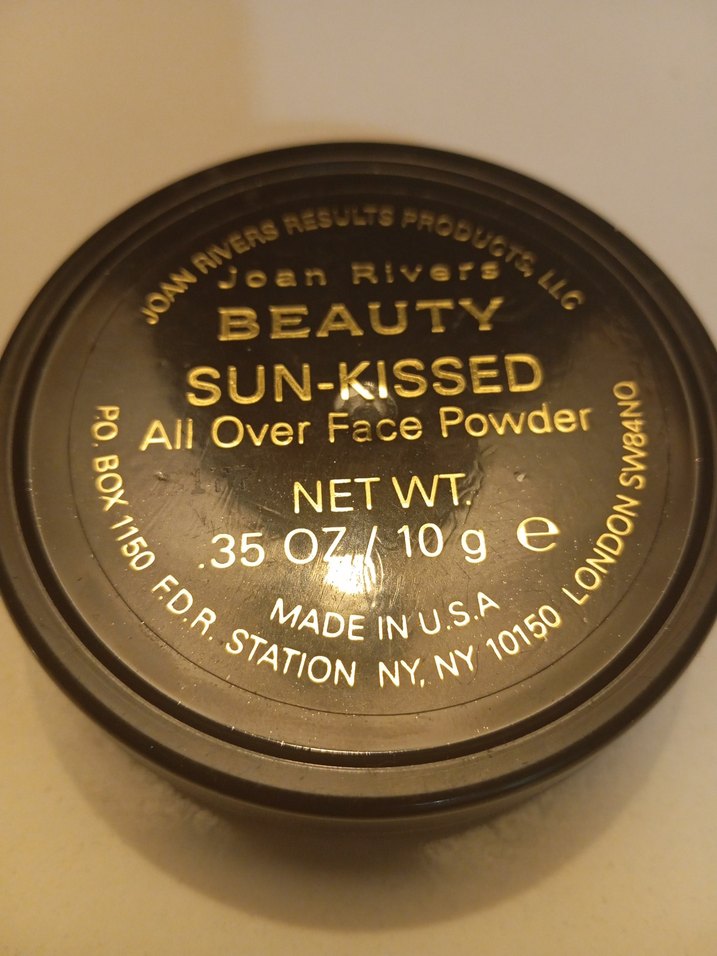 JOAN RIVERS RESULTS PRODUCTS, LLC
Joan Rivers
BEAUTY
SUN-KISSED
All Over Face Powder
NET WT.
.35 OZ / 10 g ℮
MADE IN U.S.A
P.O. BOX 1150 F.D.R. STATION NY, NY 10150 LONDON SW84NO